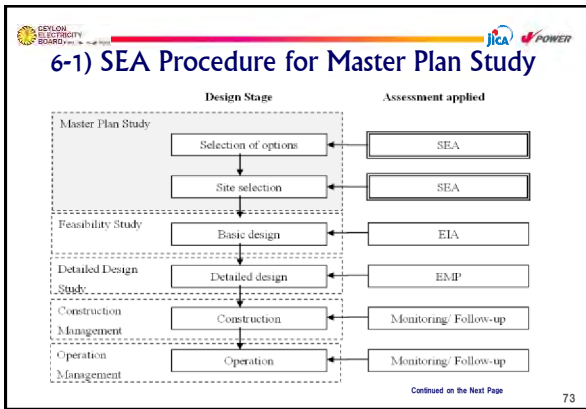 CEYLON
ELECTRICITY
BOARD
jica POWER
6-1) SEA Procedure for Master Plan Study
Design Stage Assessment applied
Master Plan Study
Selection of options SEA
Site selection SEA
Feasibility Study
Basic design EIA
Detailed Design
Study
Detailed design EMP
Construction
Management
Construction Monitoring/ Follow-up
Operation
Management
Operation Monitoring/ Follow-up
Continued on the Next Page
73